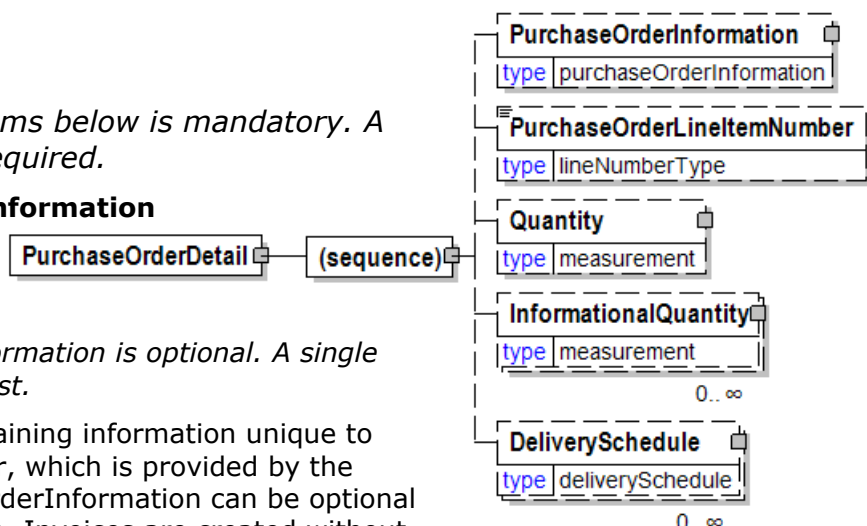 ms below is mandatory. A
equired.
nformation
ormation is optional. A single
st.
aining information unique to
r, which is provided by the
derInformation can be optional
Invoices are created without
PurchaseOrderDetail
(sequence)
PurchaseOrderInformation
type purchaseOrderInformation
PurchaseOrderLineItemNumber
type lineNumberType
Quantity
type measurement
InformationalQuantity
type measurement
0.. ∞
DeliverySchedule
type deliverySchedule
0.. ∞